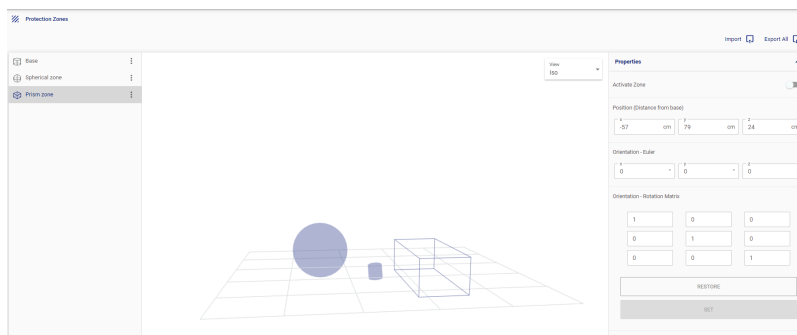 Protection Zones
Import Export All
Base
Spherical zone
Prism zone
View
Iso
Properties
Activate Zone
Position (Distance from base)
X Y Z
-57 cm 79 cm 24 cm
Orientation - Euler
X Y Z
0 ° 0 ° 0
Orientation - Rotation Matrix
1 0 0
0 1 0
0 0 1
RESTORE
SET